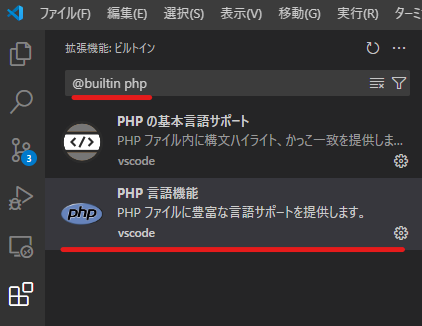 ファイル(F) 編集(E) 選択(S) 表示(V) 移動(G) 実行(R) ターミ
拡張機能: ビルトイン
@builtin php
PHP の基本言語サポート
PHP ファイル内に構文ハイライト、かっこ一致を提供しま...
vscode
3
php
PHP 言語機能
PHP ファイルに豊富な言語サポートを提供します。
vscode